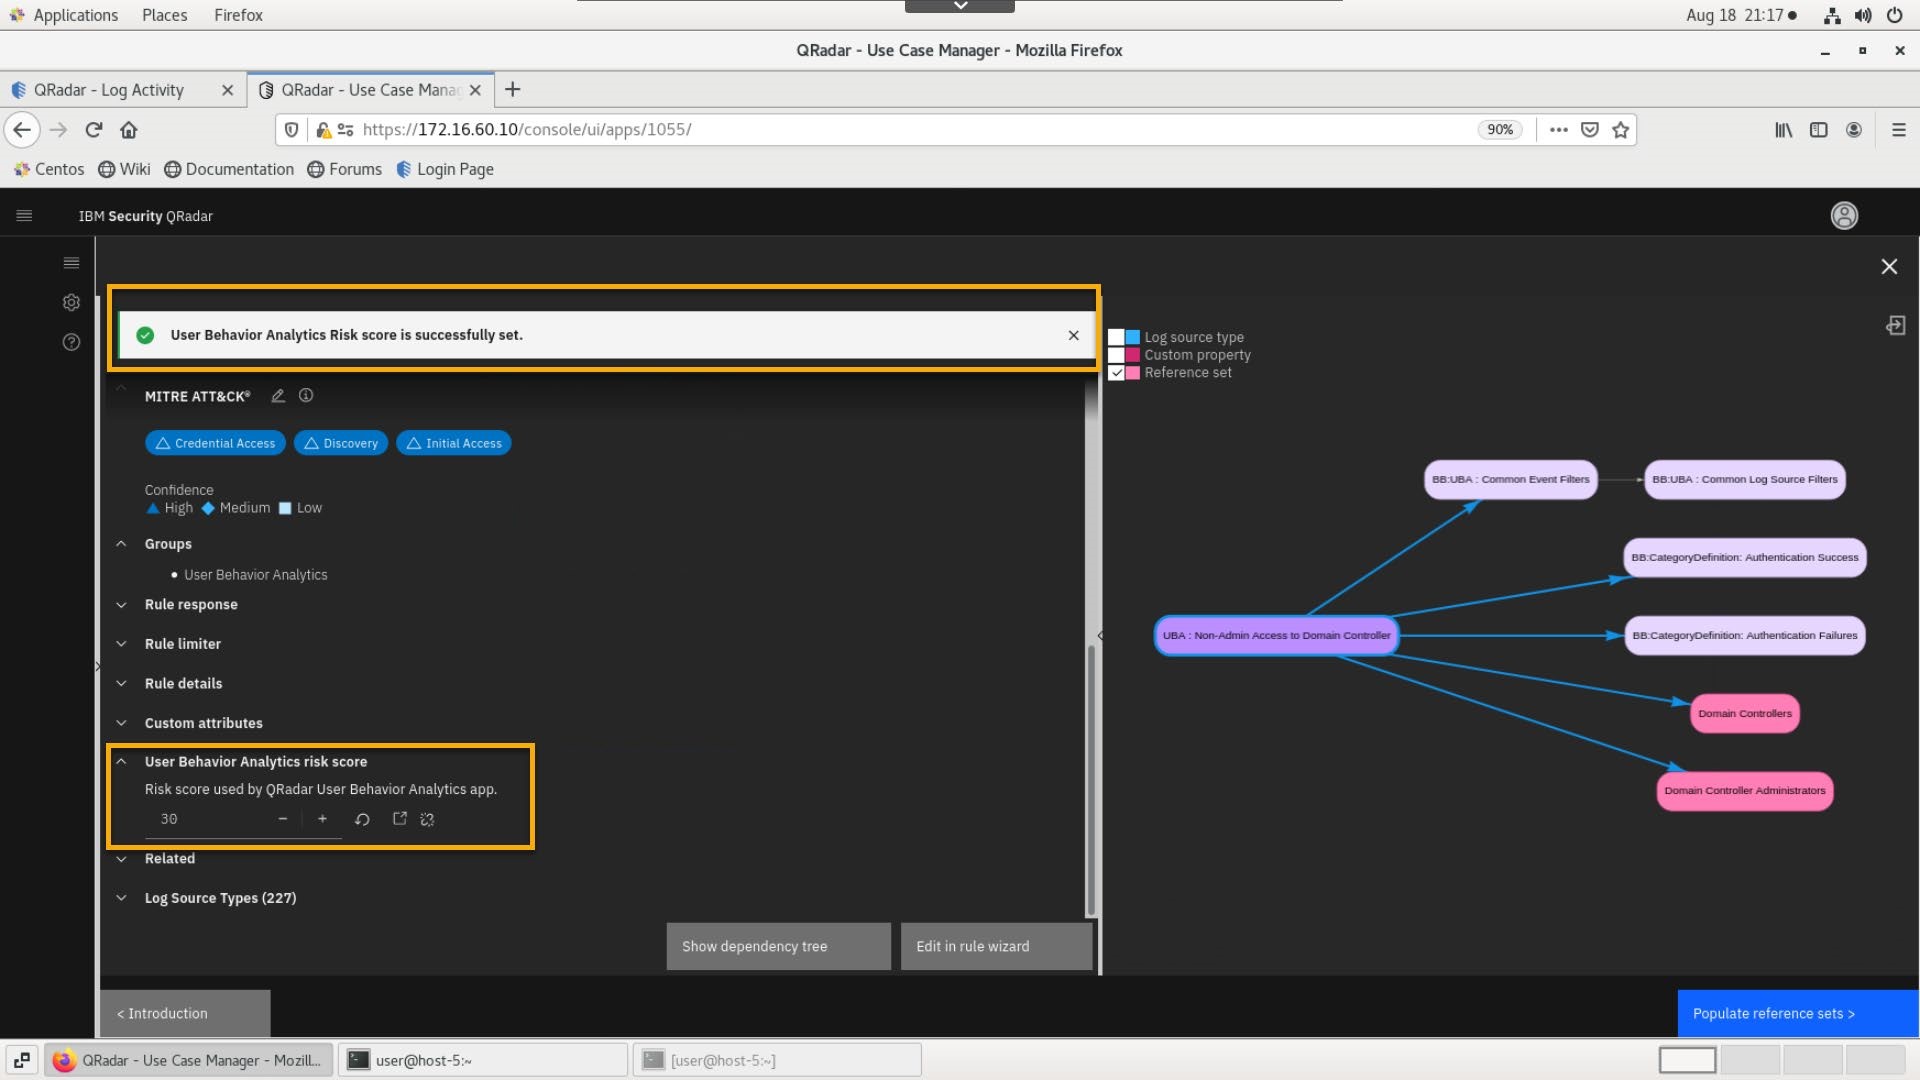 Applications Places Firefox Aug 18 21:17
QRadar - Use Case Manager - Mozilla Firefox
QRadar - Log Activity QRadar - Use Case Manag
https://172.16.60.10/console/ui/apps/1055/ 90%
Centos Wiki Documentation Forums Login Page
IBM Security QRadar
User Behavior Analytics Risk score is successfully set.
MITRE ATT&CK®
Credential Access Discovery Initial Access
Confidence
High Medium Low
Groups
• User Behavior Analytics
Rule response
Rule limiter
Rule details
Custom attributes
User Behavior Analytics risk score
Risk score used by QRadar User Behavior Analytics app.
30 − +
Related
Log Source Types (227)
Show dependency tree Edit in rule wizard
Log source type
Custom property
Reference set
BB:UBA : Common Event Filters BB:UBA : Common Log Source Filters
BB:CategoryDefinition: Authentication Success
UBA : Non-Admin Access to Domain Controller BB:CategoryDefinition: Authentication Failures
Domain Controllers
Domain Controller Administrators
< Introduction Populate reference sets >
QRadar - Use Case Manager - Mozill... user@host-5:~ [user@host-5:~]